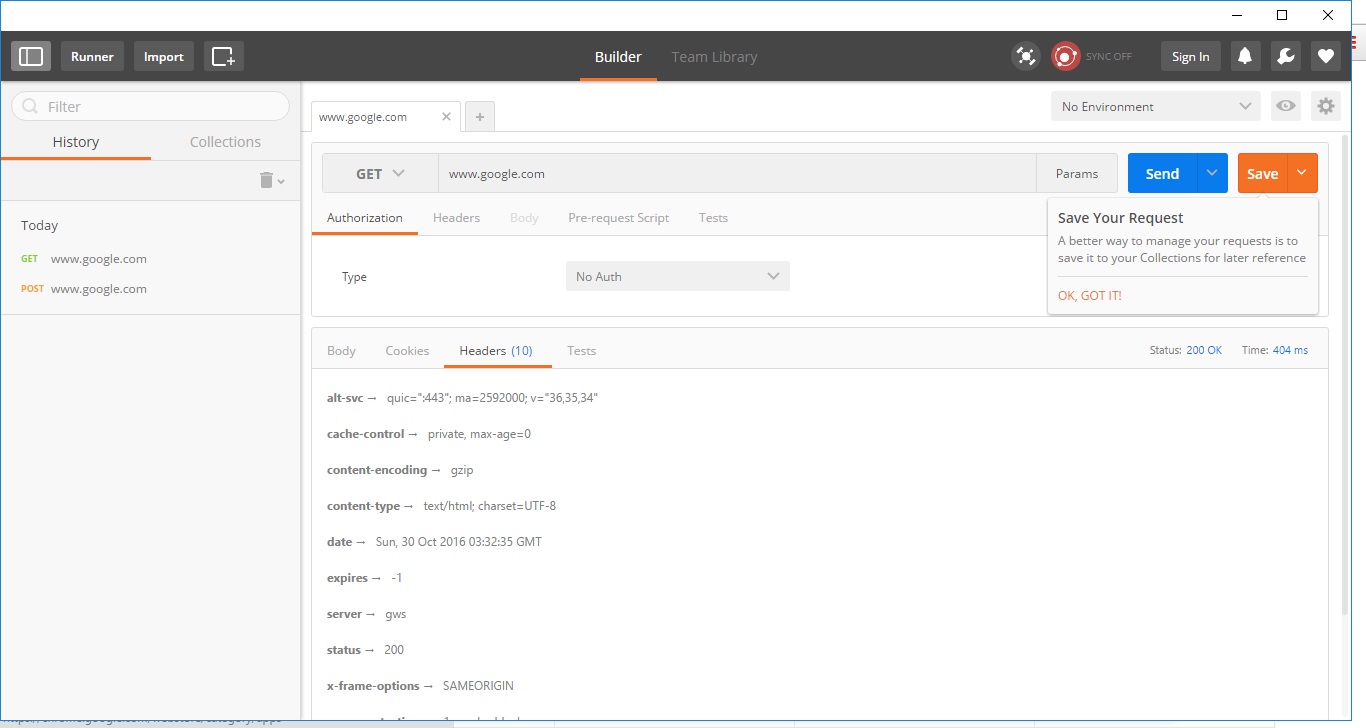 Runner Import Builder Team Library SYNC OFF Sign In
Filter
History Collections
Today
GET www.google.com
POST www.google.com
www.google.com
No Environment
GET www.google.com Params Send Save
Authorization Headers Body Pre-request Script Tests
Type No Auth
Save Your Request
A better way to manage your requests is to
save it to your Collections for later reference
OK, GOT IT!
Body Cookies Headers (10) Tests Status: 200 OK Time: 404 ms
alt-svc → quic=":443"; ma=2592000; v="36,35,34"
cache-control → private, max-age=0
content-encoding → gzip
content-type → text/html; charset=UTF-8
date → Sun, 30 Oct 2016 03:32:35 GMT
expires → -1
server → gws
status → 200
x-frame-options → SAMEORIGIN